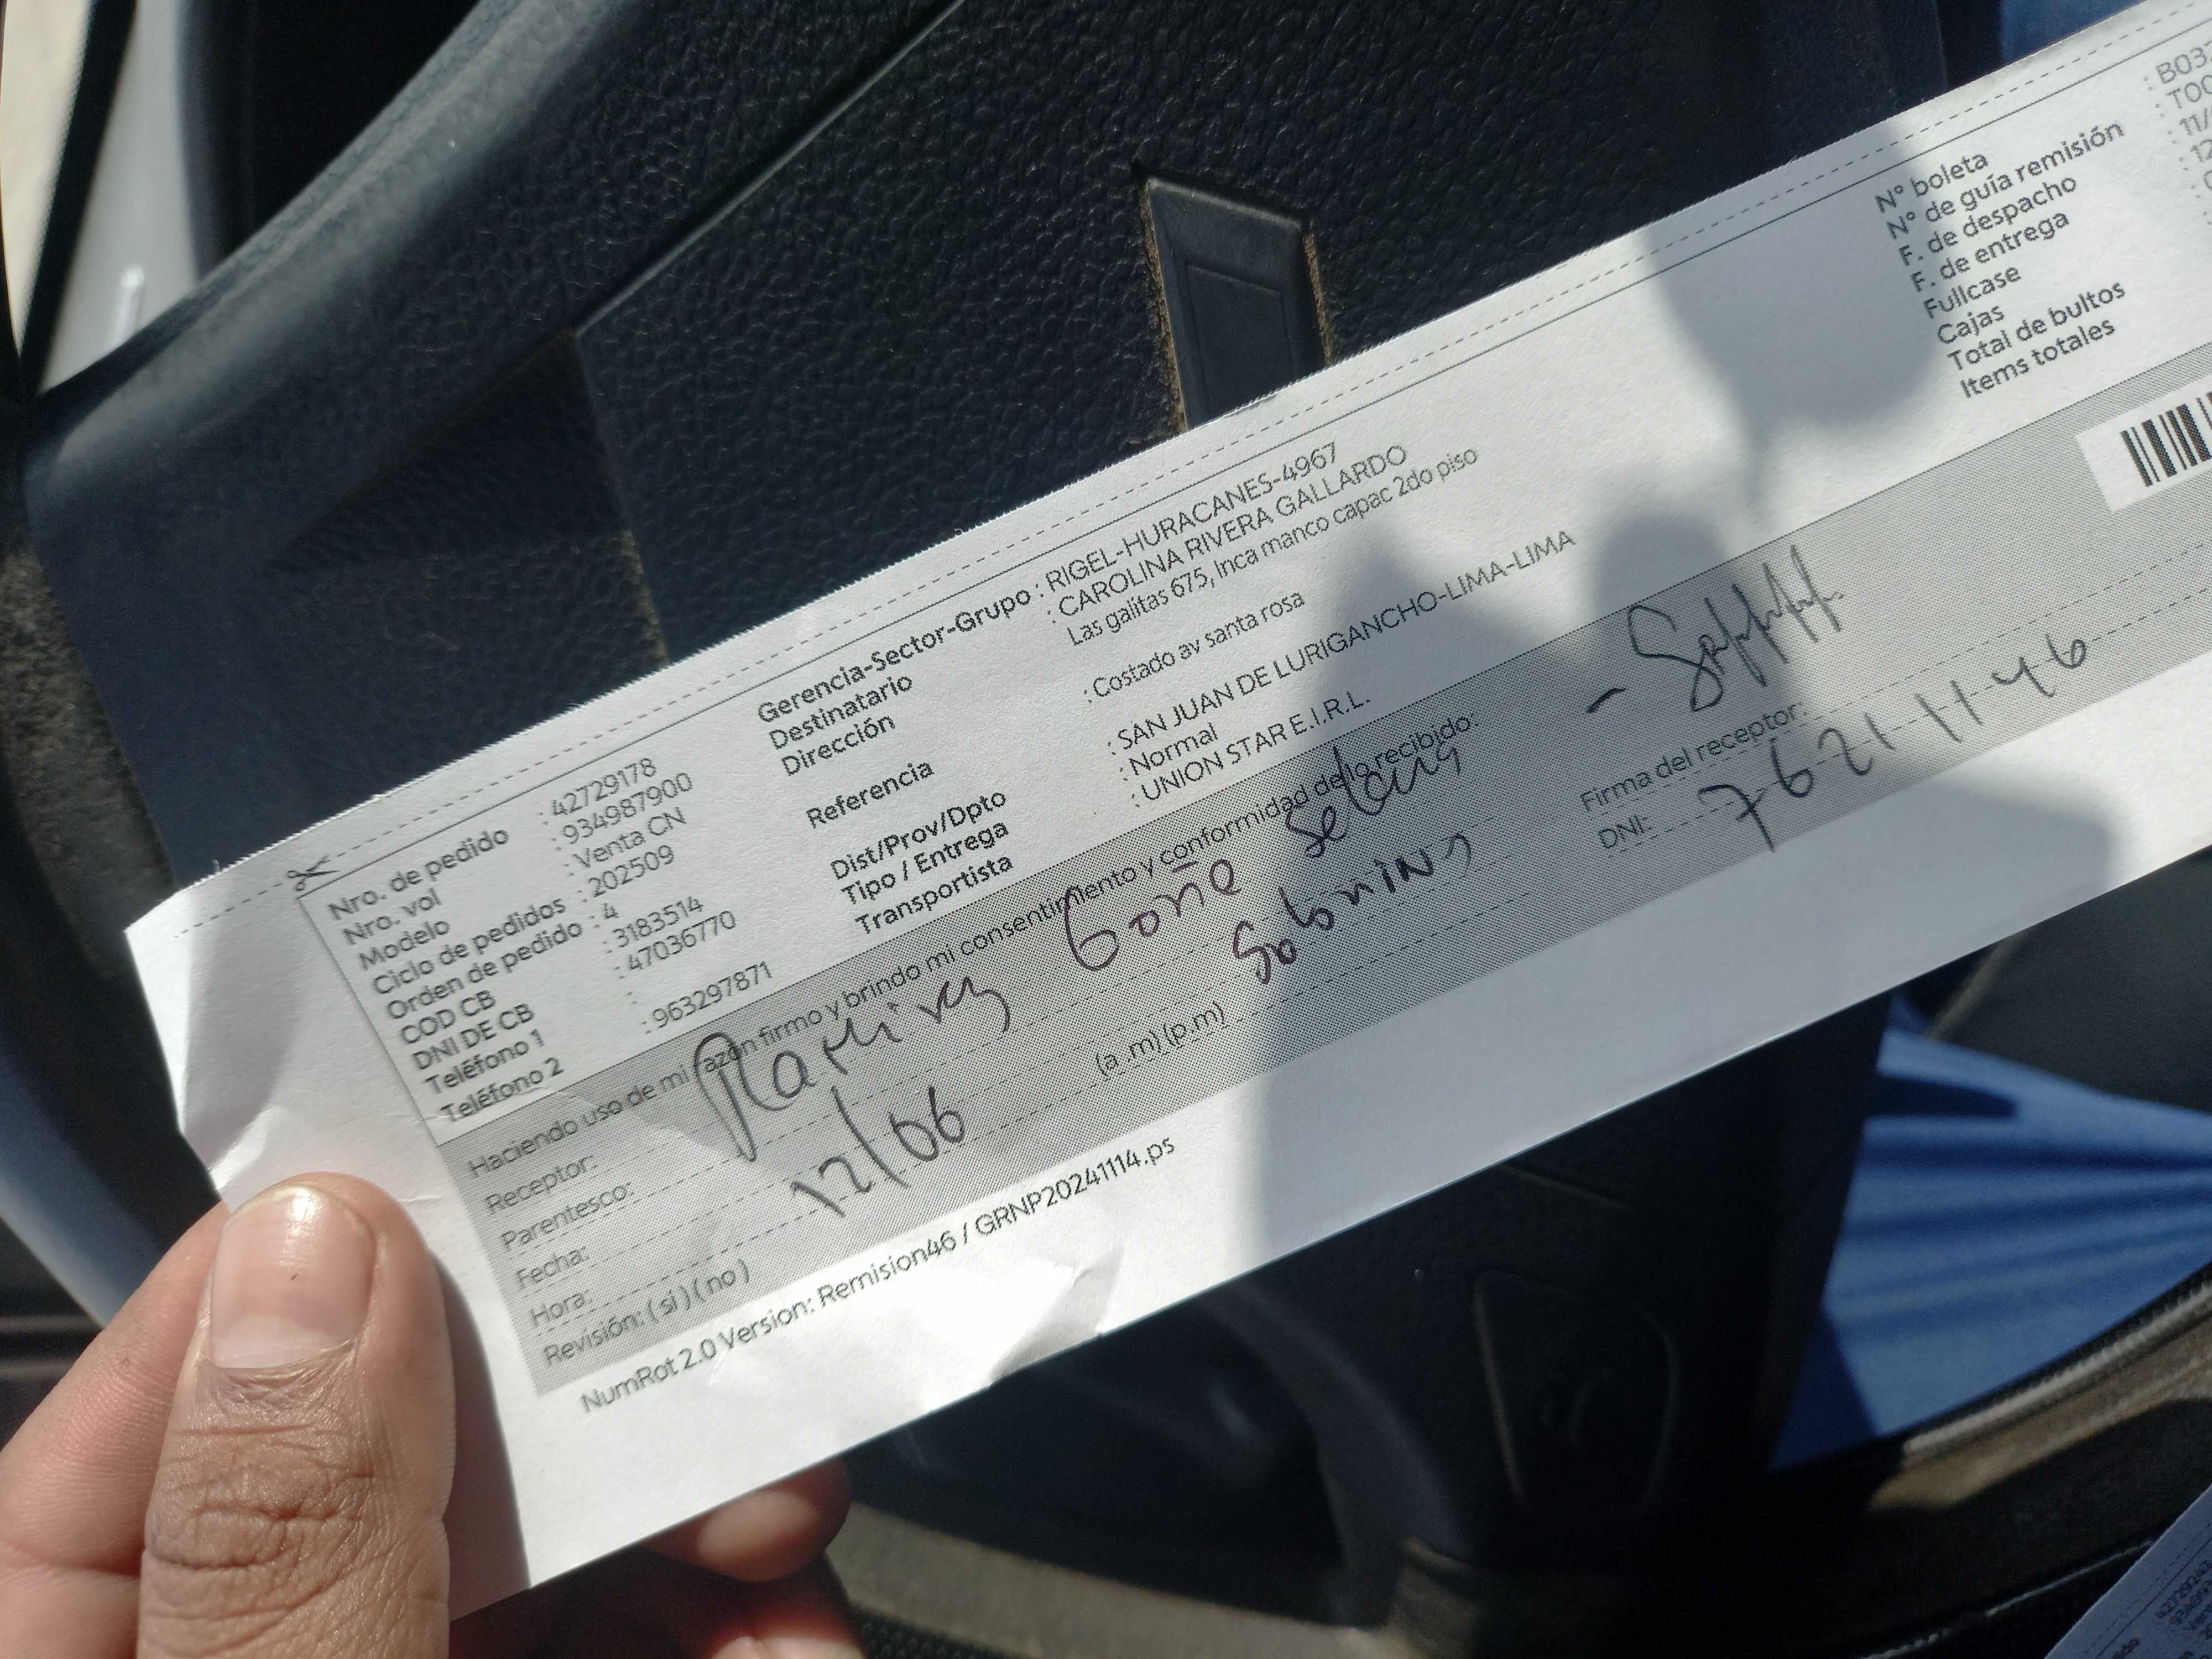 Nro. de pedido : 42729178
Nro. vol : 934987900
Modelo : Venta CN
Ciclo de pedidos : 202509
Orden de pedido : 4
COD CB : 3183514
DNI DE CB : 47036770
Teléfono 1 :
Teléfono 2 : 963297871
Gerencia-Sector-Grupo : RIGEL-HURACANES-4967
Destinatario : CAROLINA RIVERA GALLARDO
Dirección Las galitas 675, Inca manco capac 2do piso
Referencia : Costado av santa rosa
Dist/Prov/Dpto : SAN JUAN DE LURIGANCHO-LIMA-LIMA
Tipo / Entrega : Normal
Transportista : UNION STAR E.I.R.L.
N° boleta : B03
N° de guía remisión : T00
F. de despacho : 11/
F. de entrega : 12
Fullcase
Cajas
Total de bultos
Items totales
Haciendo uso de mi razón firmo y brindo mi consentimiento y conformidad de lo recibido:
Receptor: Ramirez Goñe
Parentesco:
Fecha: 12/06
Hora: (a .m) (p.m)
Revisión: ( si ) ( no )
Firma del receptor:
DNI: 76211146
NumRot 2.0 Version: Remision46 / GRNP20241114.ps